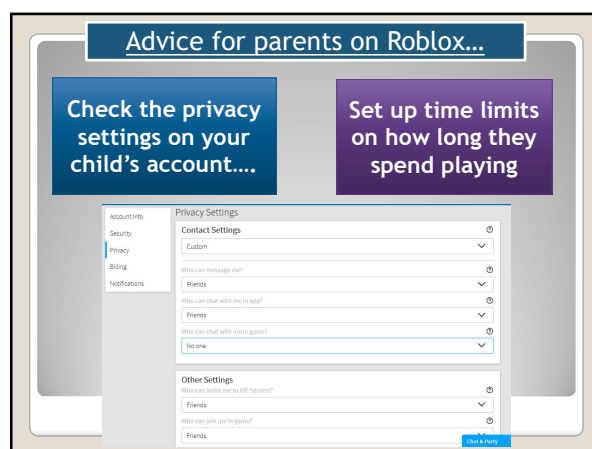 Advice for parents on Roblox…
Check the privacy
settings on your
child's account….
Set up time limits
on how long they
spend playing
Account Info
Security
Privacy
Billing
Notifications
Privacy Settings
Contact Settings
Custom
Who can message me?
Friends
Who can chat with me in app?
Friends
Who can chat with me in game?
No one
Other Settings
Who can invite me to VIP Servers?
Friends
Who can join me in game?
Friends
Chat & Party